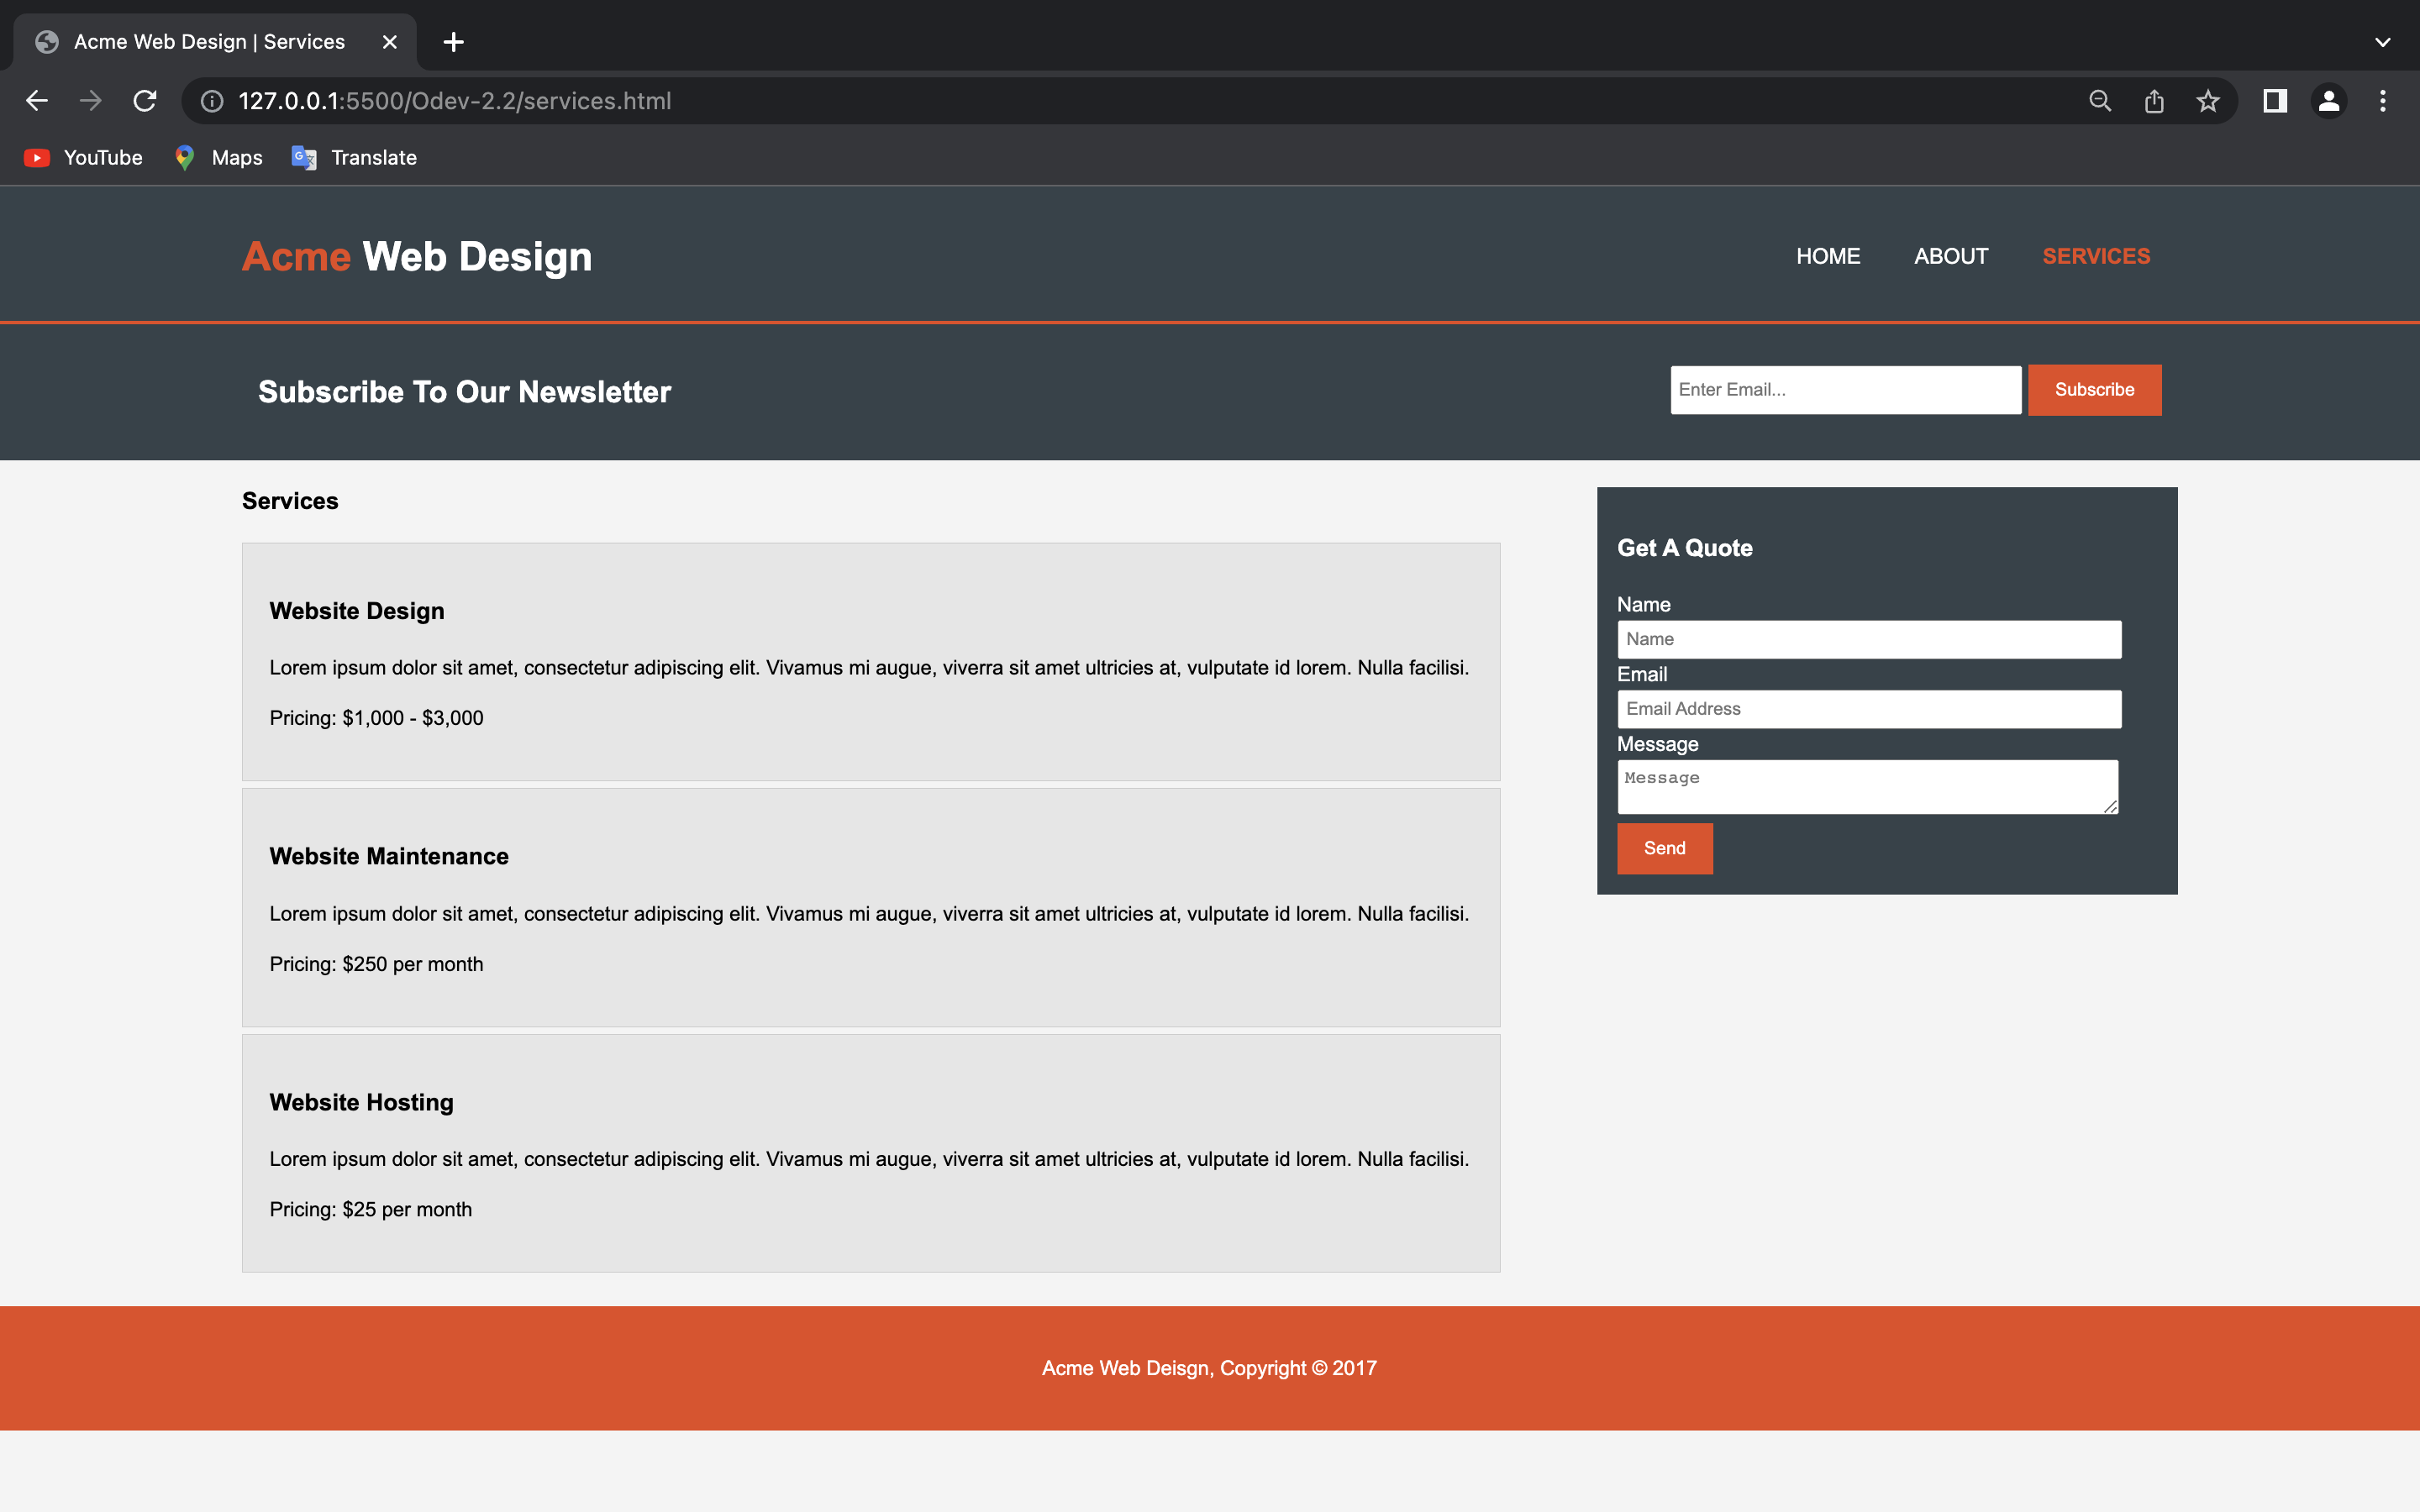 Acme Web Design | Services
127.0.0.1:5500/Odev-2.2/services.html
YouTube Maps Translate
Acme Web Design HOME ABOUT SERVICES
Subscribe To Our Newsletter Enter Email... Subscribe
Services
Website Design
Lorem ipsum dolor sit amet, consectetur adipiscing elit. Vivamus mi augue, viverra sit amet ultricies at, vulputate id lorem. Nulla facilisi.
Pricing: $1,000 - $3,000
Website Maintenance
Lorem ipsum dolor sit amet, consectetur adipiscing elit. Vivamus mi augue, viverra sit amet ultricies at, vulputate id lorem. Nulla facilisi.
Pricing: $250 per month
Website Hosting
Lorem ipsum dolor sit amet, consectetur adipiscing elit. Vivamus mi augue, viverra sit amet ultricies at, vulputate id lorem. Nulla facilisi.
Pricing: $25 per month
Get A Quote
Name
Name
Email
Email Address
Message
Message
Send
Acme Web Deisgn, Copyright © 2017